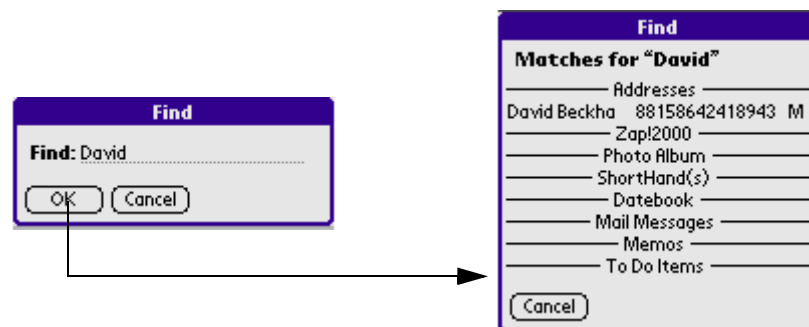 Find
Find: David
OK Cancel
Find
Matches for “David”
Addresses
David Beckha 88158642418943 M
Zap!2000
Photo Album
ShortHand(s)
Datebook
Mail Messages
Memos
To Do Items
Cancel